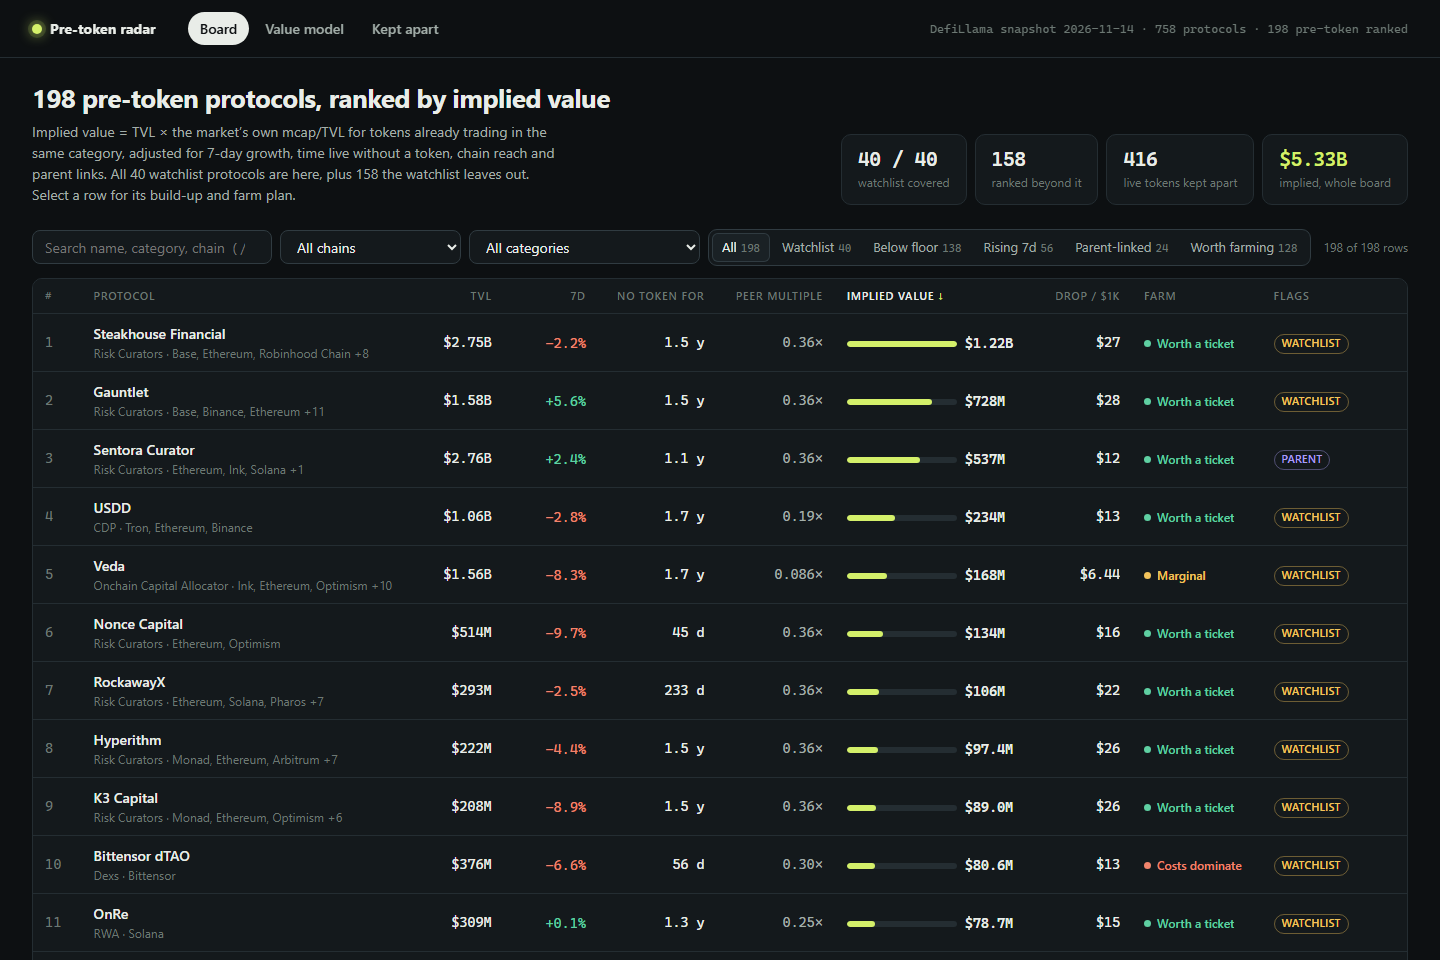 Pre-token radar Board Value model Kept apart DefiLlama snapshot 2026-11-14 · 758 protocols · 198 pre-token ranked
198 pre-token protocols, ranked by implied value
Implied value = TVL × the market's own mcap/TVL for tokens already trading in the
same category, adjusted for 7-day growth, time live without a token, chain reach and
parent links. All 40 watchlist protocols are here, plus 158 the watchlist leaves out.
Select a row for its build-up and farm plan.
40 / 40 158 416 $5.33B
watchlist covered ranked beyond it live tokens kept apart implied, whole board
Search name, category, chain ( / All chains All categories All 198 Watchlist 40 Below floor 138 Rising 7d 56 Parent-linked 24 Worth farming 128 198 of 198 rows
# PROTOCOL TVL 7D NO TOKEN FOR PEER MULTIPLE IMPLIED VALUE ↓ DROP / $1K FARM FLAGS
1 Steakhouse Financial $2.75B −2.2% 1.5 y 0.36× $1.22B $27 Worth a ticket WATCHLIST
Risk Curators · Base, Ethereum, Robinhood Chain +8
2 Gauntlet $1.58B +5.6% 1.5 y 0.36× $728M $28 Worth a ticket WATCHLIST
Risk Curators · Base, Binance, Ethereum +11
3 Sentora Curator $2.76B +2.4% 1.1 y 0.36× $537M $12 Worth a ticket PARENT
Risk Curators · Ethereum, Ink, Solana +1
4 USDD $1.06B −2.8% 1.7 y 0.19× $234M $13 Worth a ticket WATCHLIST
CDP · Tron, Ethereum, Binance
5 Veda $1.56B −8.3% 1.7 y 0.086× $168M $6.44 Marginal WATCHLIST
Onchain Capital Allocator · Ink, Ethereum, Optimism +10
6 Nonce Capital $514M −9.7% 45 d 0.36× $134M $16 Worth a ticket WATCHLIST
Risk Curators · Ethereum, Optimism
7 RockawayX $293M −2.5% 233 d 0.36× $106M $22 Worth a ticket WATCHLIST
Risk Curators · Ethereum, Solana, Pharos +7
8 Hyperithm $222M −4.4% 1.5 y 0.36× $97.4M $26 Worth a ticket WATCHLIST
Risk Curators · Monad, Ethereum, Arbitrum +7
9 K3 Capital $208M −8.9% 1.5 y 0.36× $89.0M $26 Worth a ticket WATCHLIST
Risk Curators · Monad, Ethereum, Optimism +6
10 Bittensor dTAO $376M −6.6% 56 d 0.30× $80.6M $13 Costs dominate WATCHLIST
Dexs · Bittensor
11 OnRe $309M +0.1% 1.3 y 0.25× $78.7M $15 Worth a ticket WATCHLIST
RWA · Solana